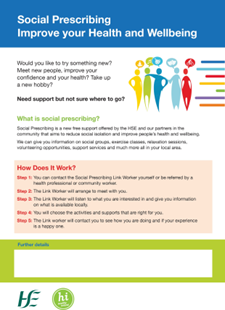 Social Prescribing
Improve your Health and Wellbeing
Would you like to try something new?
Meet new people, improve your
confidence and your health? Take up
a new hobby?
Need support but not sure where to go?
What is social prescribing?
Social Prescribing is a new free support offered by the HSE and our partners in the
community that aims to reduce social isolation and improve people's health and wellbeing.
We can give you information on social groups, exercise classes, relaxation sessions,
volunteering opportunities, support services and much more all in your local area.
How Does It Work?
Step 1: You can contact the Social Prescribing Link Worker yourself or be referred by a
health professional or community worker.
Step 2: The Link Worker will arrange to meet with you.
Step 3: The Link Worker will listen to what you are interested in and give you information
on what is available locally.
Step 4: You will choose the activities and supports that are right for you.
Step 5: The Link worker will contact you to see how you are doing and if your experience
is a happy one.
Further details
hi